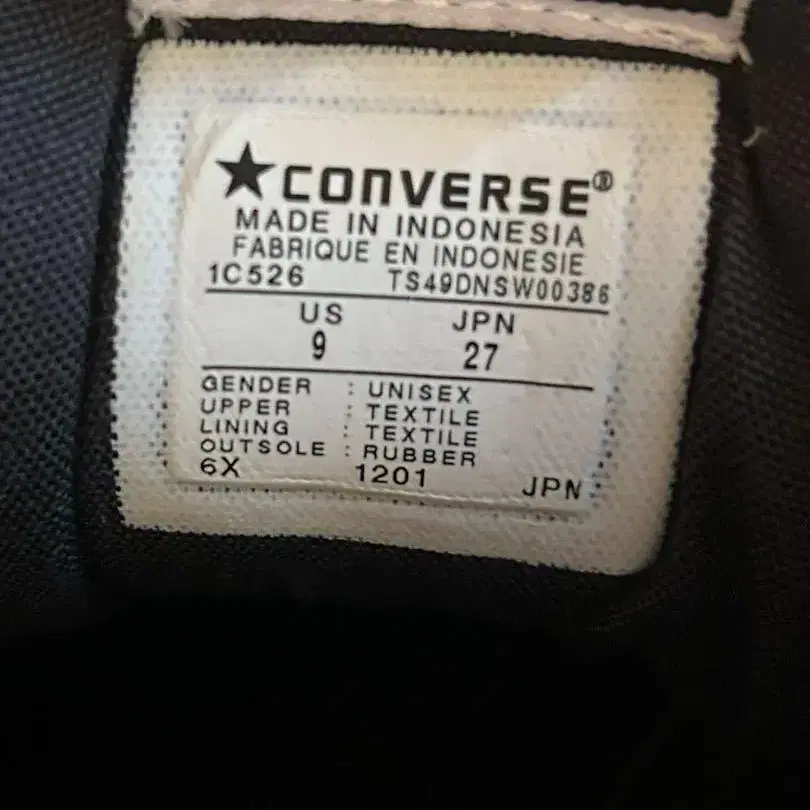 ★CONVERSE®
MADE IN INDONESIA
FABRIQUE EN INDONESIE
1C526 TS49DNSW00386
US JPN
9 27
GENDER : UNISEX
UPPER : TEXTILE
LINING : TEXTILE
OUTSOLE : RUBBER
6X 1201 JPN